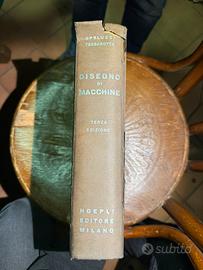 DISEGNO
DI
MACCHINE
TERZA
EDIZIONE
HOEPLI
EDITORE
MILANO
subito